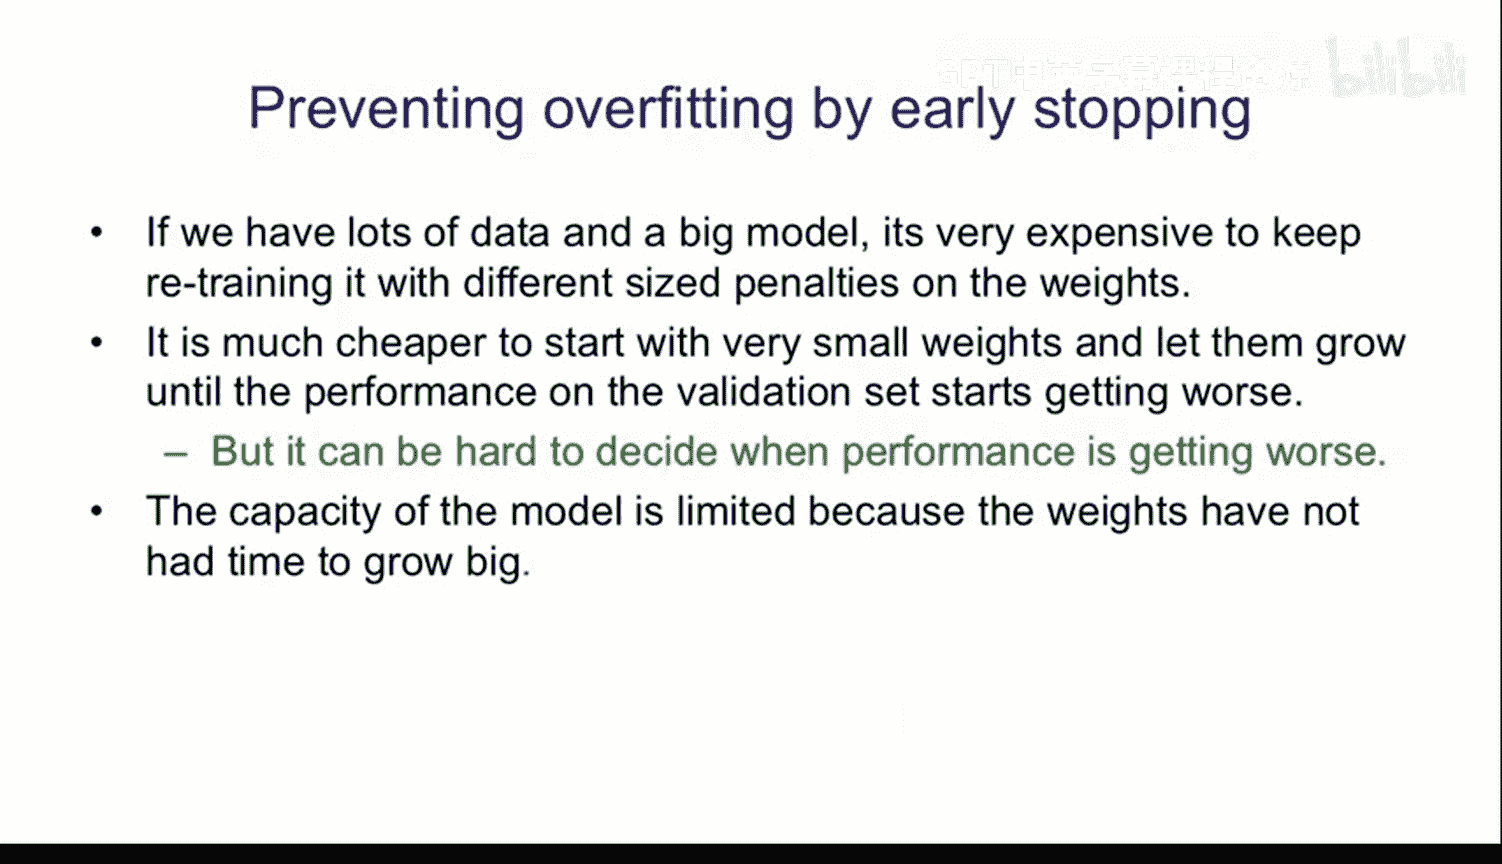 bilibili
Preventing overfitting by early stopping
• If we have lots of data and a big model, its very expensive to keep
re-training it with different sized penalties on the weights.
• It is much cheaper to start with very small weights and let them grow
until the performance on the validation set starts getting worse.
– But it can be hard to decide when performance is getting worse.
• The capacity of the model is limited because the weights have not
had time to grow big.